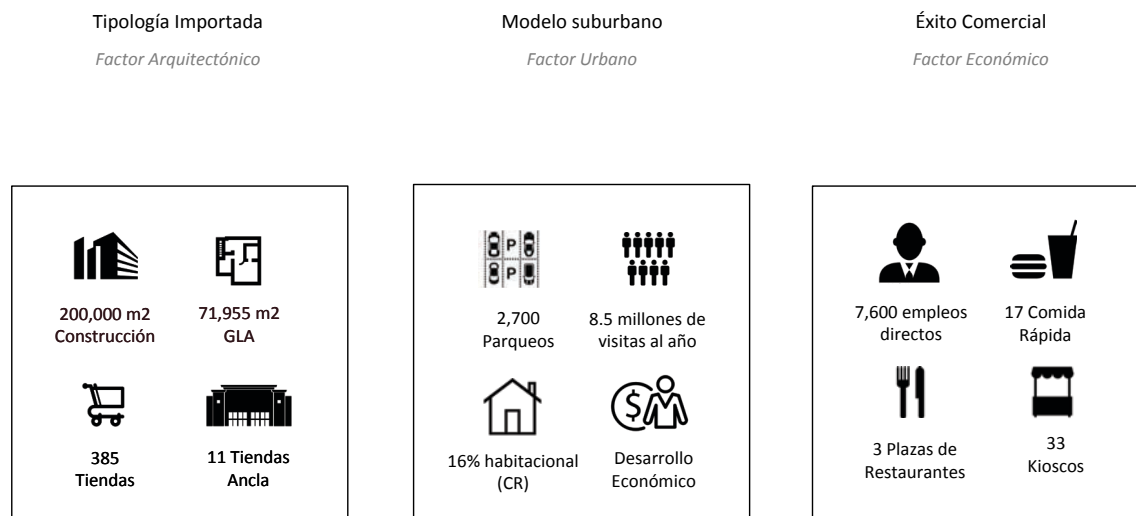 Tipología Importada
Factor Arquitectónico
Modelo suburbano
Factor Urbano
Éxito Comercial
Factor Económico
200,000 m2
Construcción
71,955 m2
GLA
385
Tiendas
11 Tiendas
Ancla
P
P
2,700
Parqueos
8.5 millones de
visitas al año
16% habitacional
(CR)
$
Desarrollo
Económico
7,600 empleos
directos
17 Comida
Rápida
3 Plazas de
Restaurantes
33
Kioscos